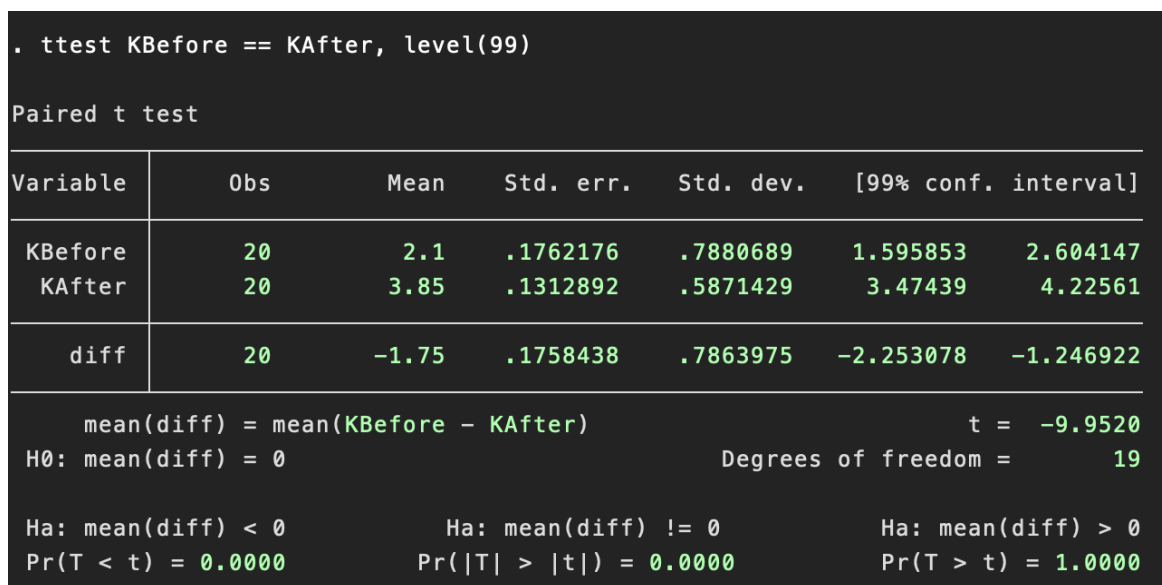 . ttest KBefore == KAfter, level(99)
Paired t test
Variable Obs Mean Std. err. Std. dev. [99% conf. interval]
KBefore 20 2.1 .1762176 .7880689 1.595853 2.604147
KAfter 20 3.85 .1312892 .5871429 3.47439 4.22561
diff 20 -1.75 .1758438 .7863975 -2.253078 -1.246922
mean(diff) = mean(KBefore - KAfter) t = -9.9520
H0: mean(diff) = 0 Degrees of freedom = 19
Ha: mean(diff) < 0 Ha: mean(diff) != 0 Ha: mean(diff) > 0
Pr(T < t) = 0.0000 Pr(|T| > |t|) = 0.0000 Pr(T > t) = 1.0000